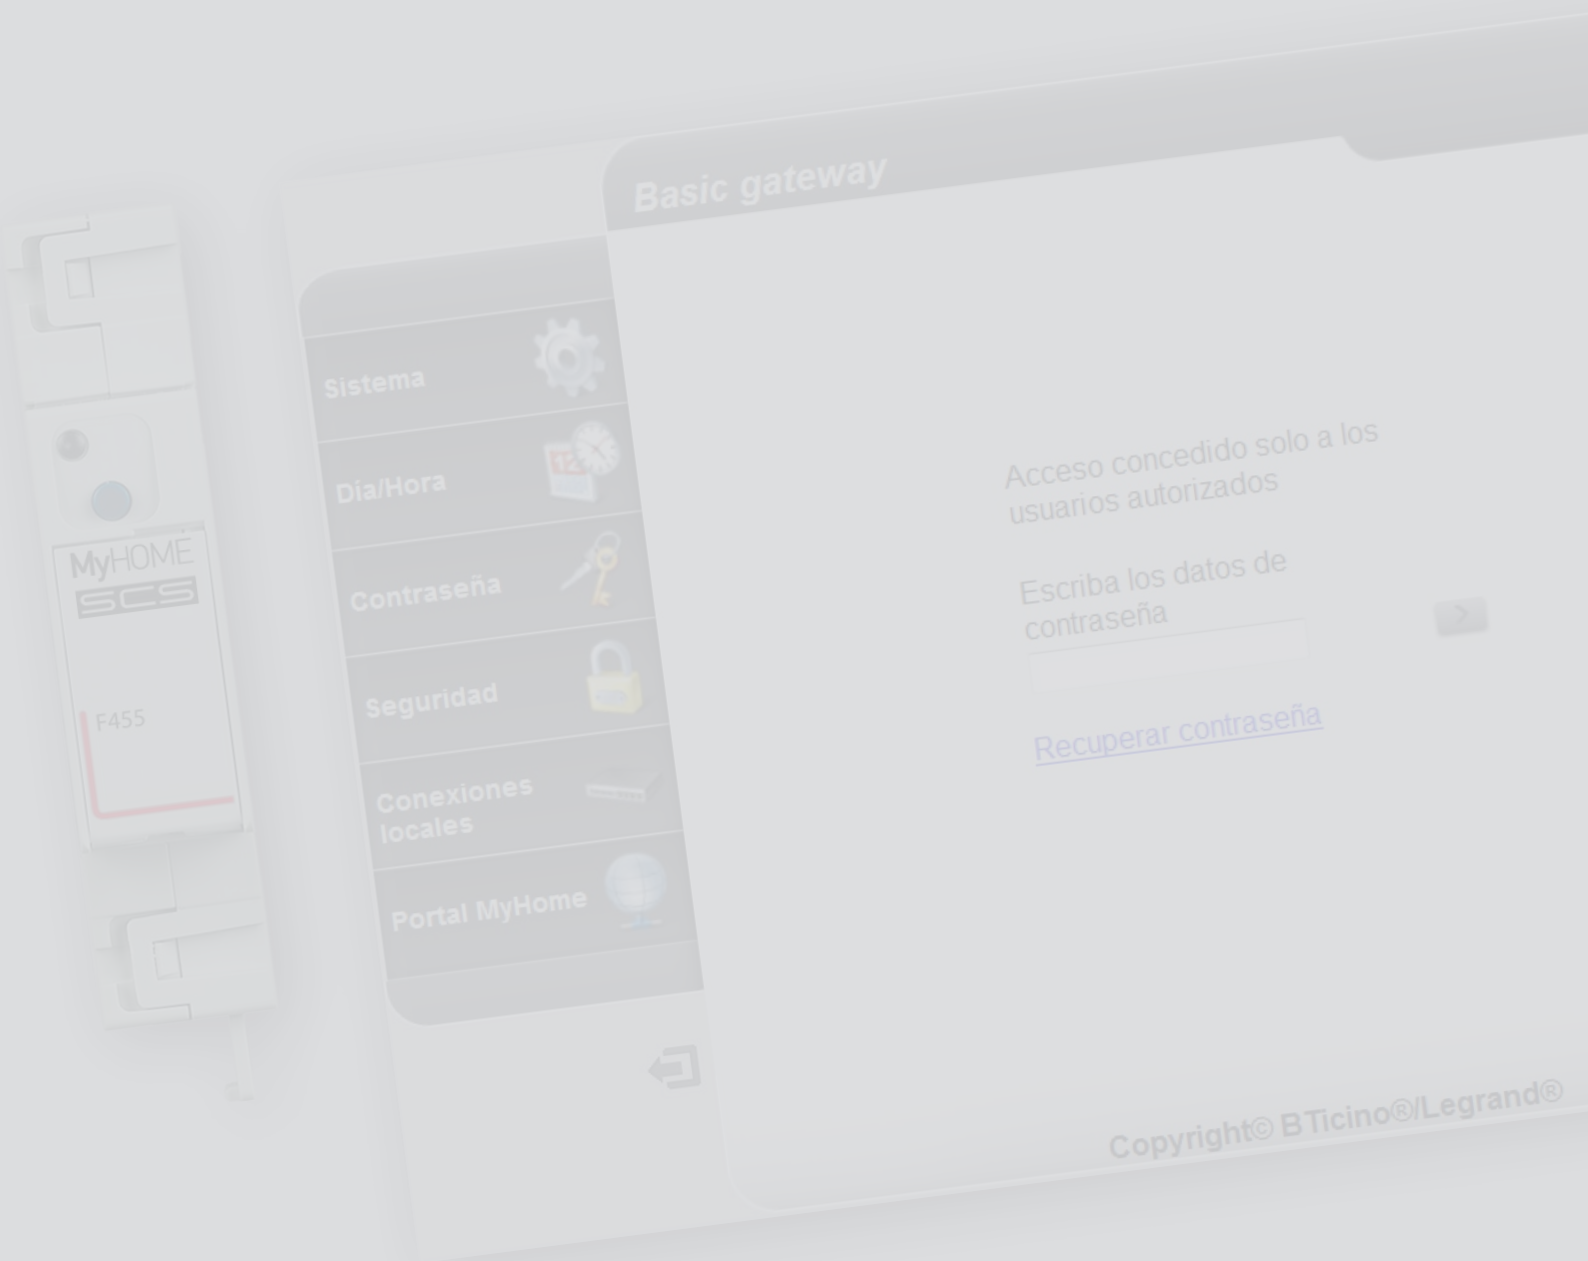 Basic gateway
Sistema
Día/Hora
12
Contraseña
Seguridad
Conexiones
locales
Portal MyHome
Acceso concedido solo a los
usuarios autorizados
Escriba los datos de
contraseña
>
Recuperar contraseña
Copyright© BTicino®/Legrand®
MyHOME
SCS
F455